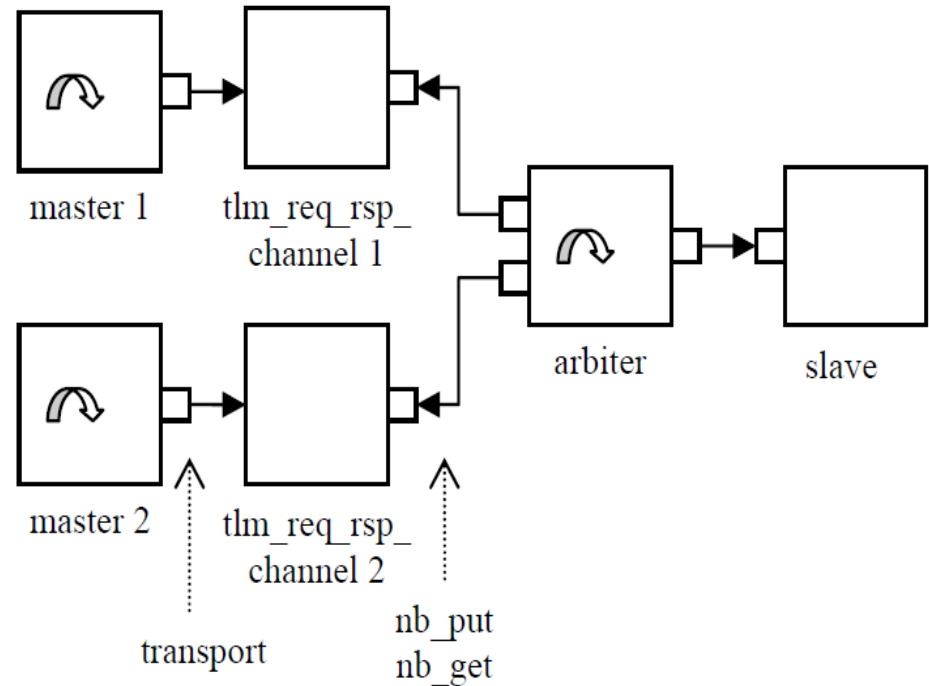 master 1
tlm_req_rsp_
channel 1
arbiter
slave
master 2
tlm_req_rsp_
channel 2
transport
nb_put
nb_get